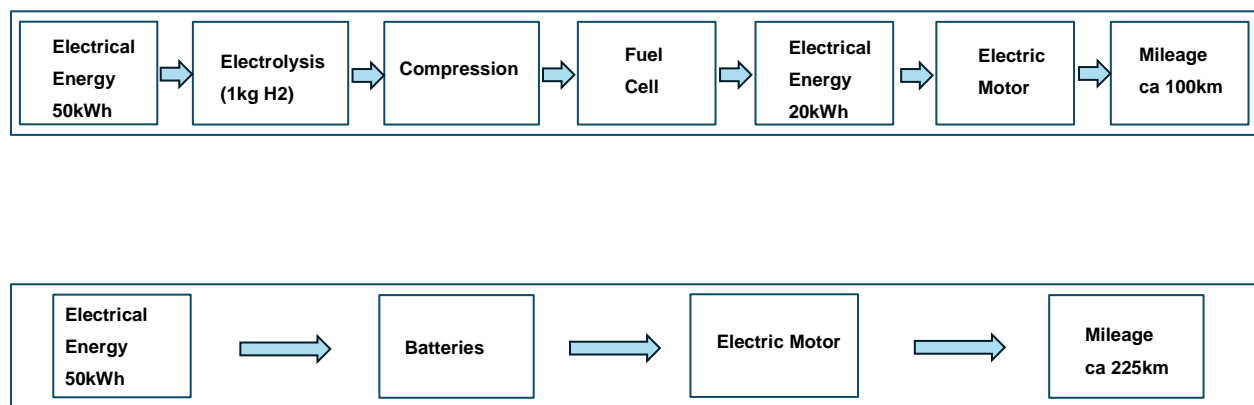 Electrical
Energy
50kWh
Electrolysis
(1kg H2)
Compression
Fuel
Cell
Electrical
Energy
20kWh
Electric
Motor
Mileage
ca 100km
Electrical
Energy
50kWh
Batteries
Electric Motor
Mileage
ca 225km